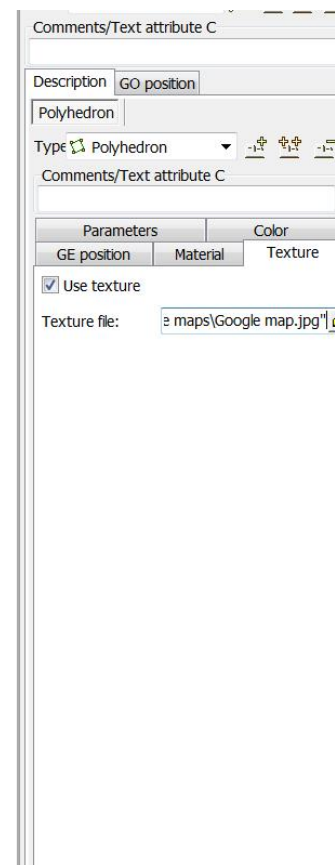 Comments/Text attribute C
Description GO position
Polyhedron
Type Polyhedron
Comments/Text attribute C
Parameters Color
GE position Material Texture
Use texture
Texture file: e maps\Google map.jpg"